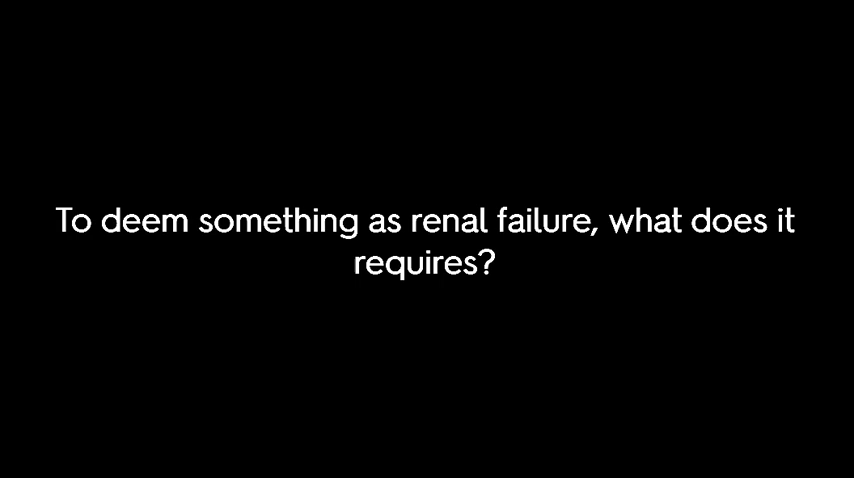 To deem something as renal failure, what does it
requires?